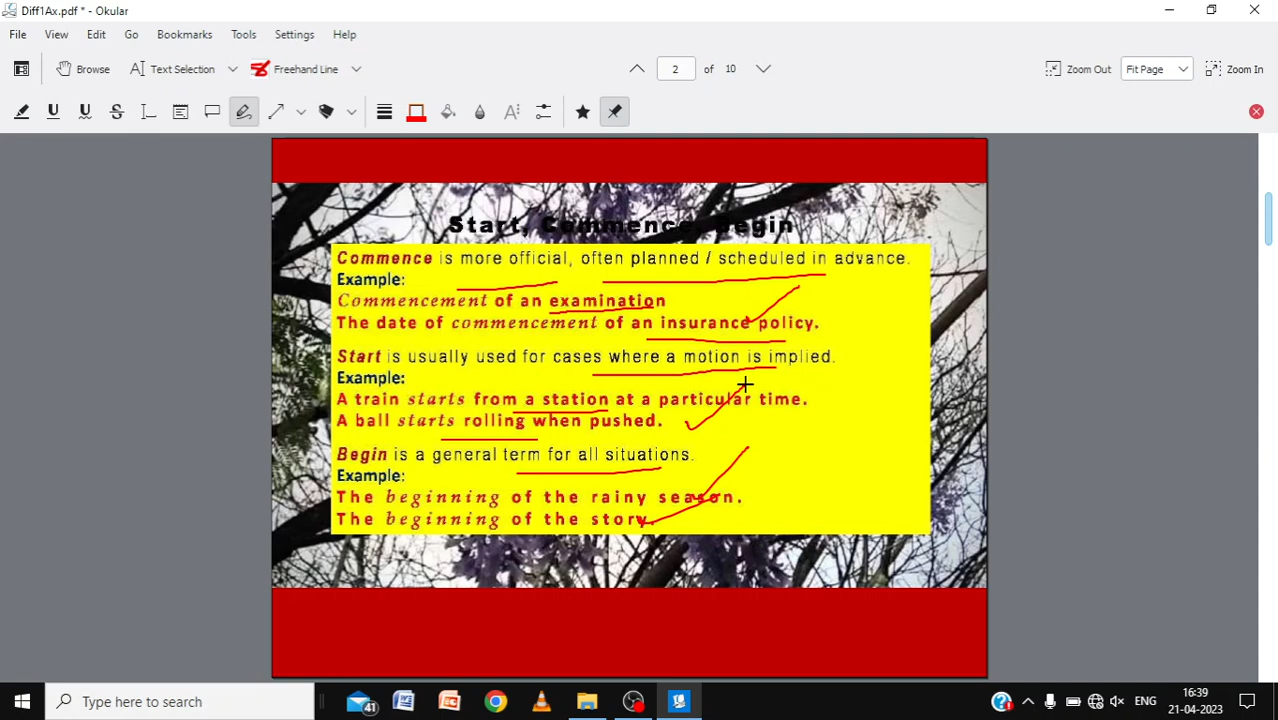 Diff1Ax.pdf * - Okular
File View Edit Go Bookmarks Tools Settings Help
Browse Text Selection Freehand Line 2 of 10 Zoom Out Fit Page Zoom In
Start, Commence, Begin
Commence is more official, often planned / scheduled in advance.
Example:
Commencement of an examination
The date of commencement of an insurance policy.
Start is usually used for cases where a motion is implied.
Example:
A train starts from a station at a particular time.
A ball starts rolling when pushed.
Begin is a general term for all situations.
Example:
The beginning of the rainy season.
The beginning of the story.
Type here to search
41
ENG
16:39
21-04-2023